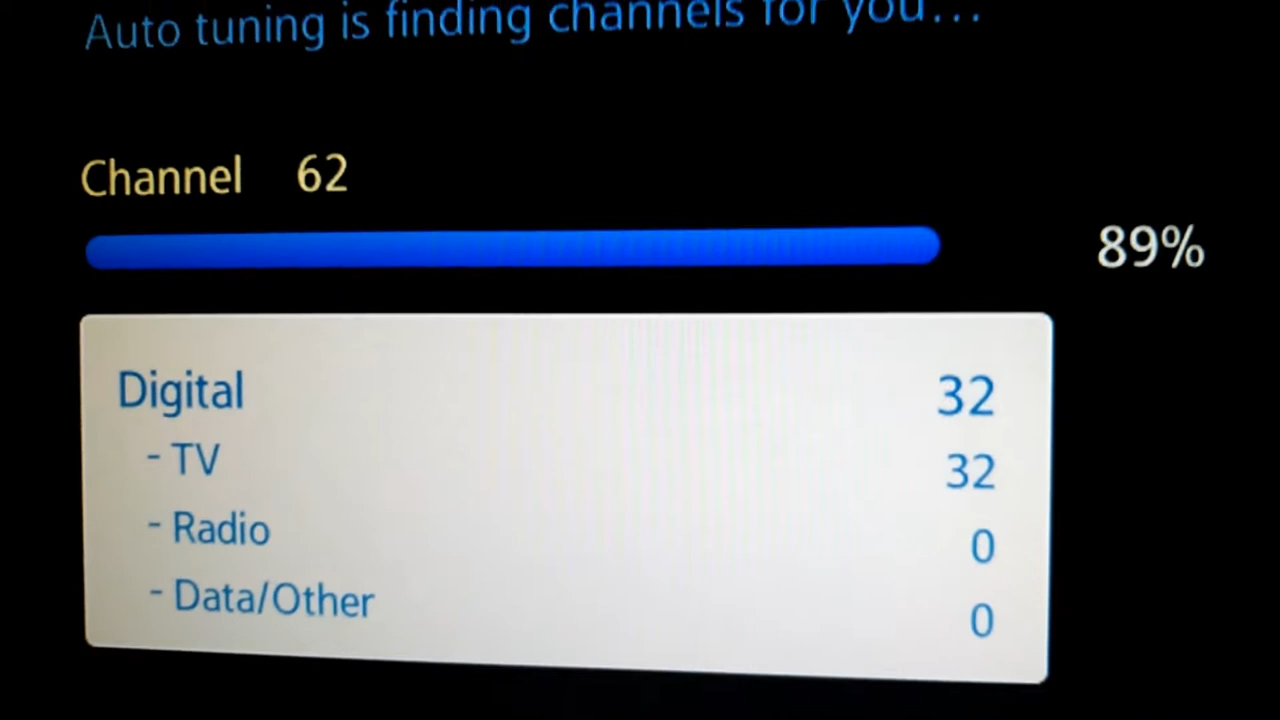 Auto tuning is finding channels for you...
Channel 62
89%
Digital 32
- TV 32
- Radio 0
- Data/Other 0